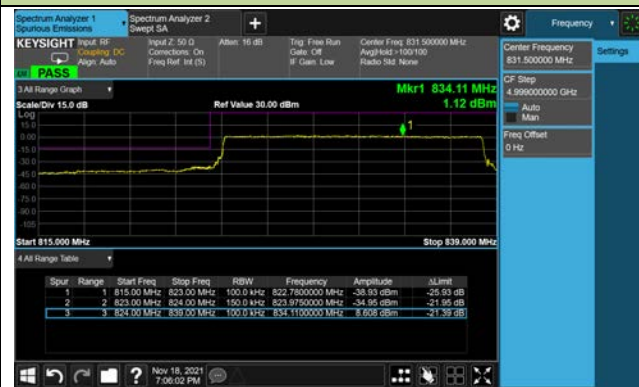 Spectrum Analyzer 1
Spurious Emissions
Spectrum Analyzer 2
Swept SA
+
Frequency
KEYSIGHT Input: RF
Coupling: DC
Align: Auto
Input Z: 50 Ω
Corrections: On
Freq Ref: Int (S)
Atten: 16 dB
Trig: Free Run
Gate: Off
IF Gain: Low
Center Freq: 831.500000 MHz
Avg|Hold:>100/100
Radio Std: None
PASS
Center Frequency
831.500000 MHz
Settings
CF Step
4.999000000 GHz
Auto
Man
Freq Offset
0 Hz
3 All Range Graph
Mkr1 834.11 MHz
Scale/Div 15.0 dB
Ref Value 30.00 dBm
1.12 dBm
Log
15.0
0.00
-15.0
-30.0
-45.0
-60.0
-75.0
-90.0
-105
1
Start 815.000 MHz
Stop 839.000 MHz
4 All Range Table
Spur Range Start Freq Stop Freq RBW Frequency Amplitude ΔLimit
1 1 815.00 MHz 823.00 MHz 100.0 kHz 822.7800000 MHz -38.93 dBm -25.93 dB
2 2 823.00 MHz 824.00 MHz 150.0 kHz 823.9750000 MHz -34.95 dBm -21.95 dB
3 3 824.00 MHz 839.00 MHz 100.0 kHz 834.1100000 MHz 8.608 dBm -21.39 dB
?
Nov 18, 2021
7:06:02 PM